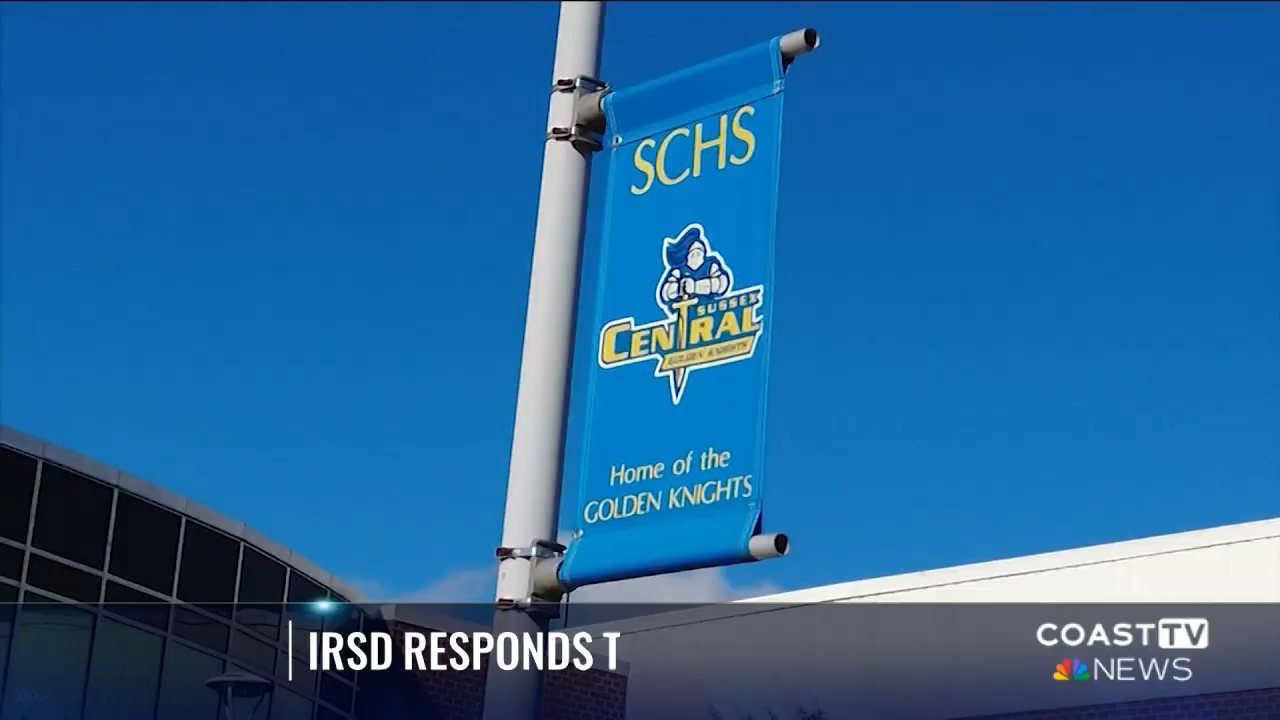 SCHS
SUSSEX
CENTRAL
GOLDEN KNIGHTS
Home of the
GOLDEN KNIGHTS
IRSD RESPONDS T
COAST TV
NEWS